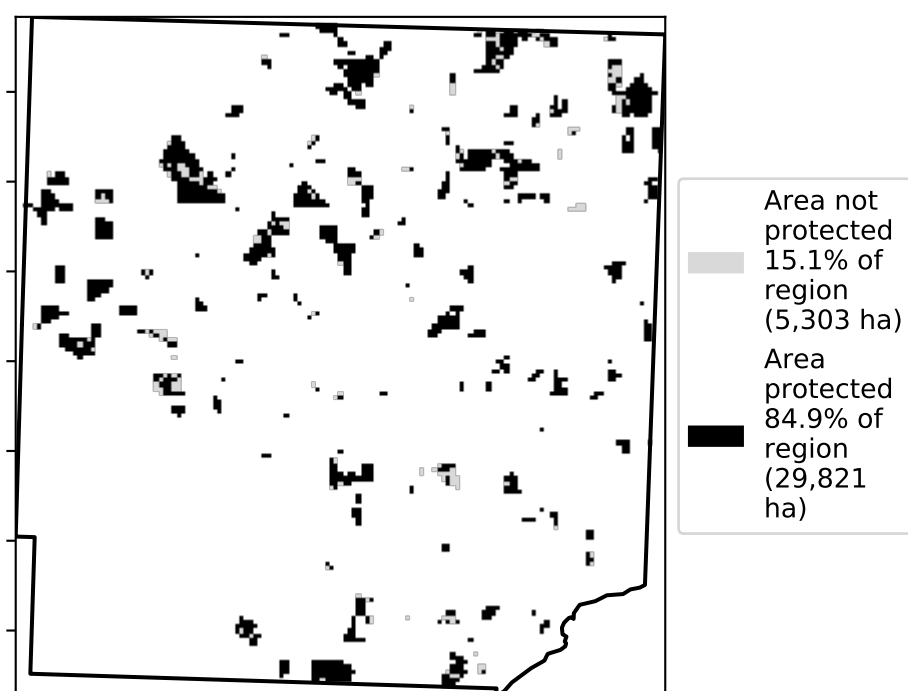 Area not
protected
15.1% of
region
(5,303 ha)
Area
protected
84.9% of
region
(29,821
ha)